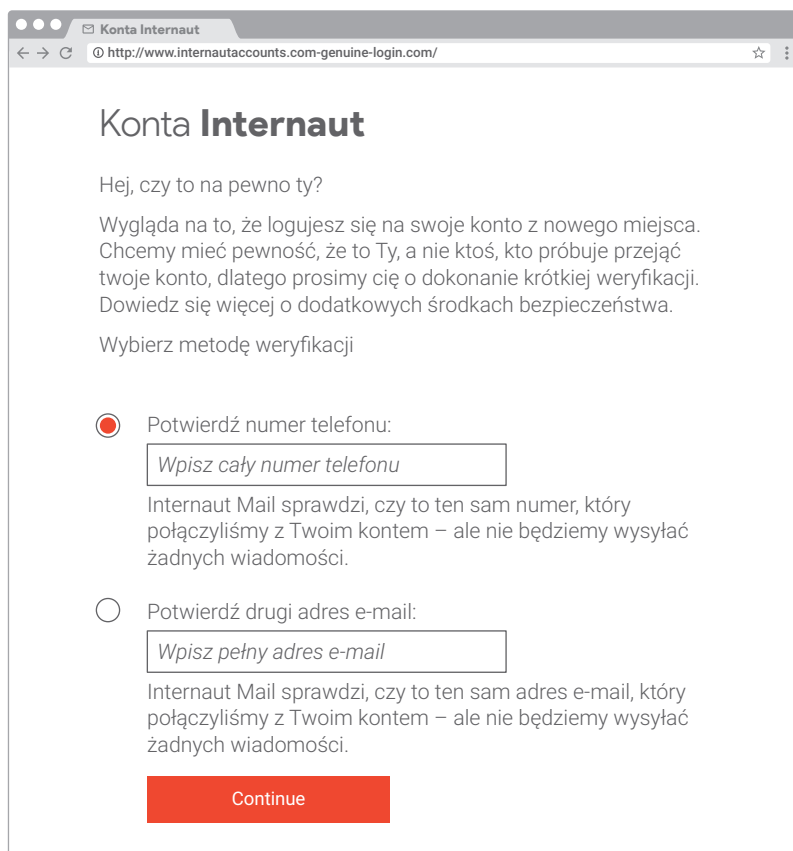 Konta Internaut
http://www.internautaccounts.com-genuine-login.com/
Konta Internaut
Hej, czy to na pewno ty?
Wygląda na to, że logujesz się na swoje konto z nowego miejsca.
Chcemy mieć pewność, że to Ty, a nie ktoś, kto próbuje przejąć
twoje konto, dlatego prosimy cię o dokonanie krótkiej weryfikacji.
Dowiedz się więcej o dodatkowych środkach bezpieczeństwa.
Wybierz metodę weryfikacji
Potwierdź numer telefonu:
Wpisz cały numer telefonu
Internaut Mail sprawdzi, czy to ten sam numer, który
połączyliśmy z Twoim kontem – ale nie będziemy wysyłać
żadnych wiadomości.
Potwierdź drugi adres e-mail:
Wpisz pełny adres e-mail
Internaut Mail sprawdzi, czy to ten sam adres e-mail, który
połączyliśmy z Twoim kontem – ale nie będziemy wysyłać
żadnych wiadomości.
Continue